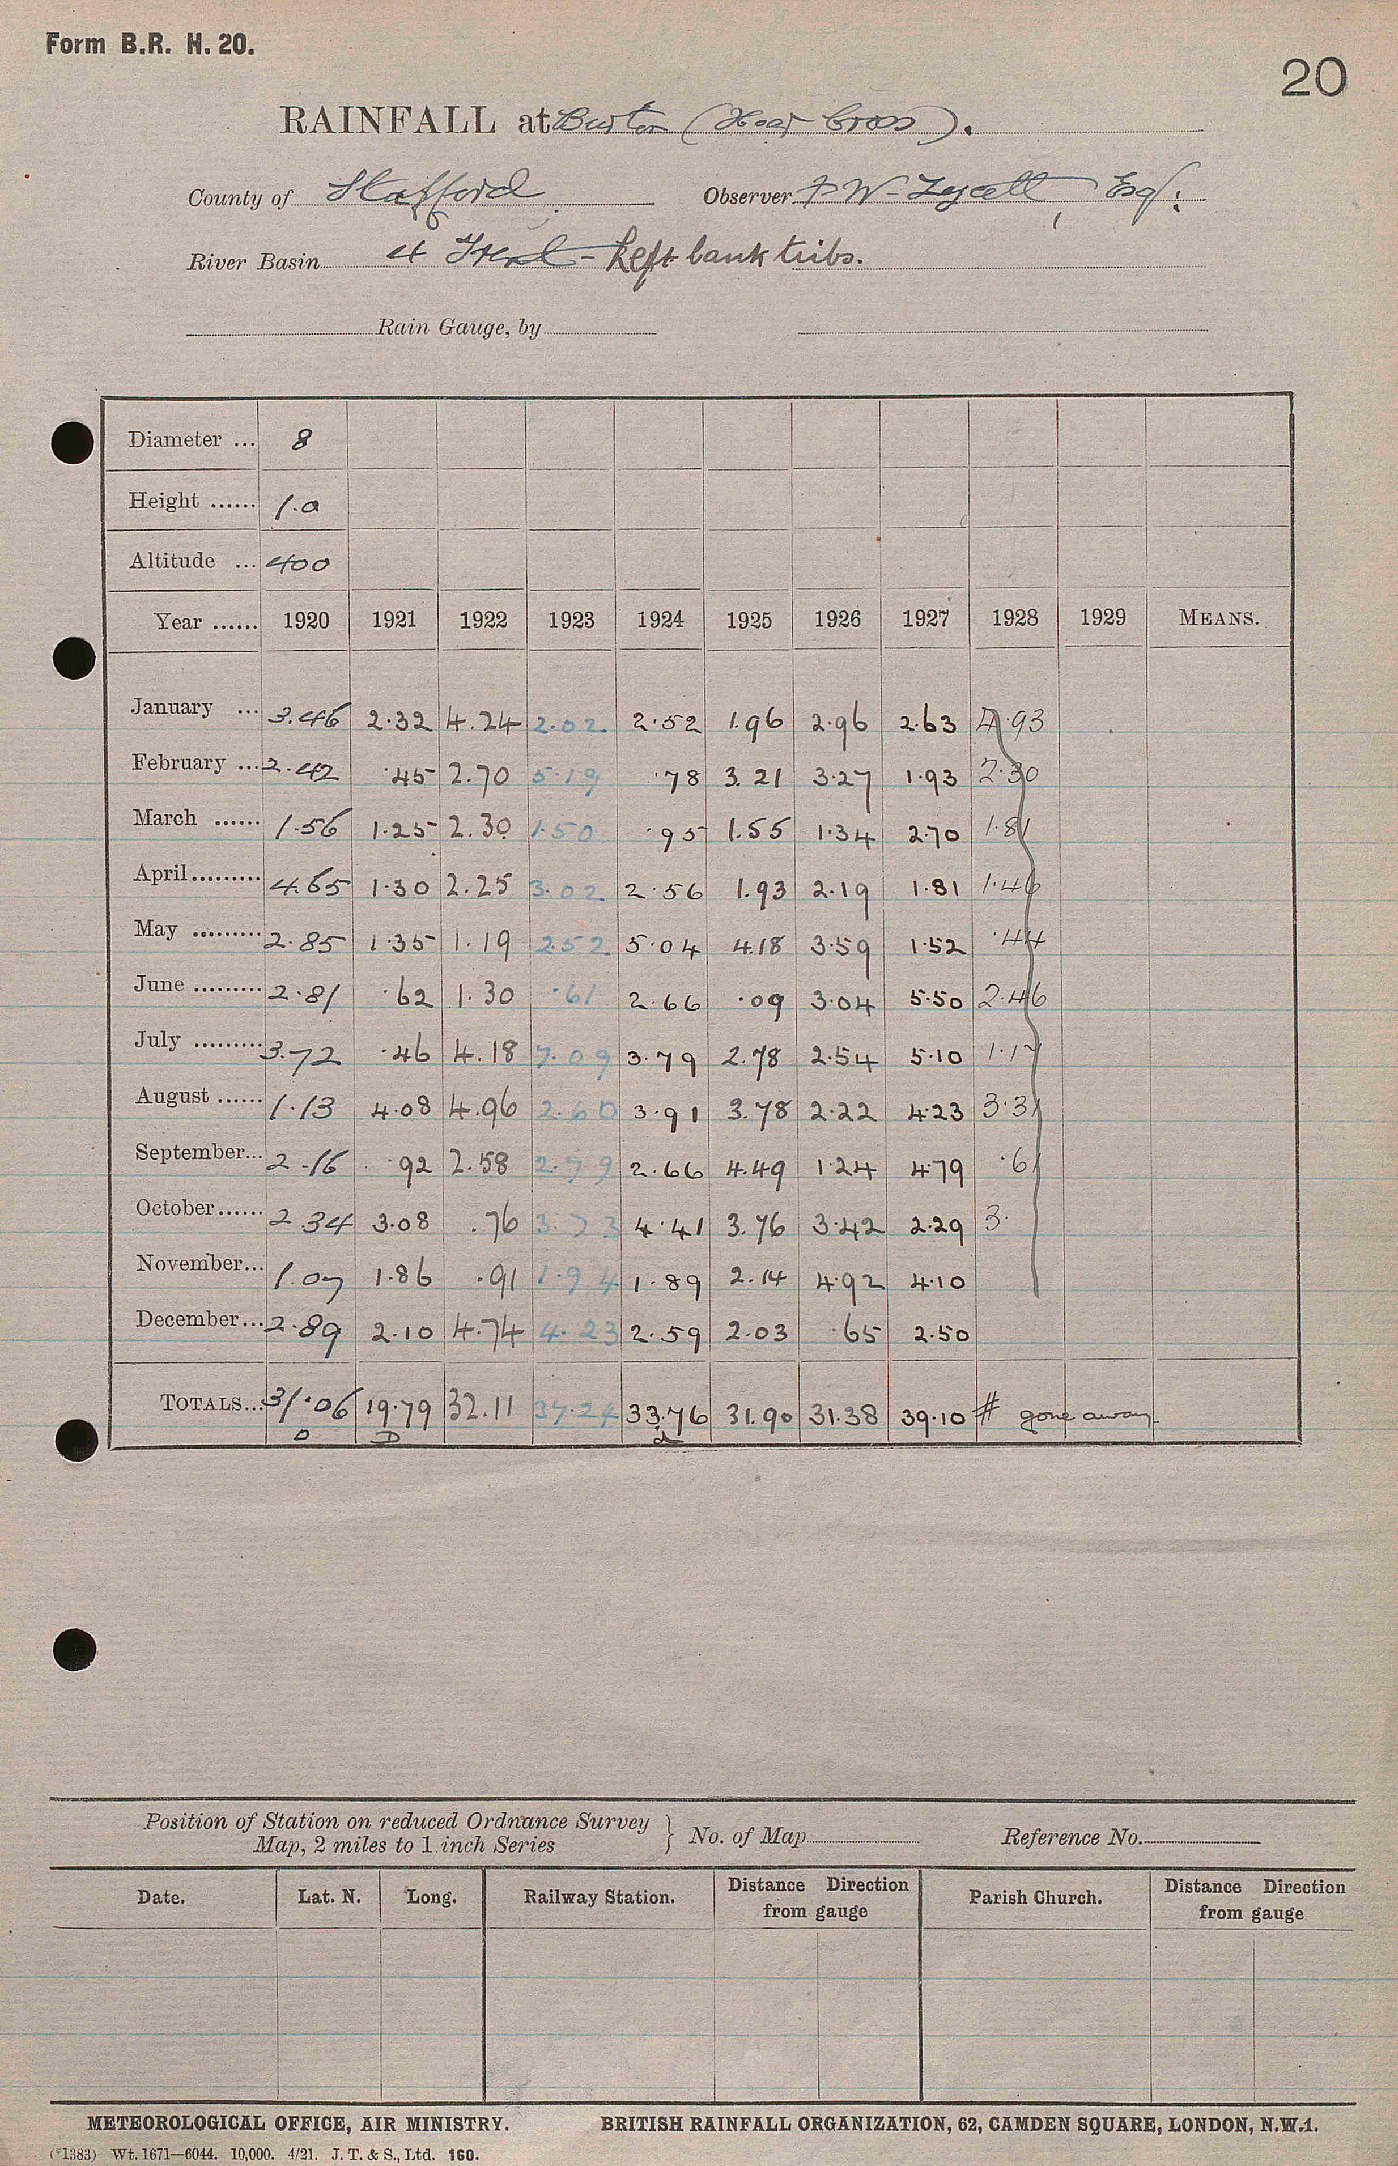 Form B.R. H. 20.
20
RAINFALL at Burton (Hoar Cross).
County of Stafford Observer P W Lycett, Esq.
River Basin 4 Trent - Left bank tribs.
Rain Gauge, by
Diameter ... 8
Height ...... 1.0
Altitude ... 400
Year ...... 1920 1921 1922 1923 1924 1925 1926 1927 1928 1929 MEANS.
January ... 3.46 2.32 4.24 2.02 2.52 1.96 2.96 2.63 4.93
February ... 2.42 .45 2.70 5.19 .78 3.21 3.27 1.93 2.30
March ...... 1.56 1.25 2.30 1.50 .95 1.55 1.34 2.70 1.81
April ......... 4.65 1.30 2.25 3.02 2.56 1.93 2.19 1.81 1.46
May ......... 2.85 1.35 1.19 2.52 5.04 4.18 3.59 1.52 .44
June ......... 2.81 .62 1.30 .61 2.66 .09 3.04 5.50 2.46
July ......... 3.72 .46 4.18 7.09 3.79 2.78 2.54 5.10 1.17
August ...... 1.13 4.08 4.96 2.60 3.91 3.78 2.22 4.23 3.31
September... 2.16 .92 2.58 2.79 2.66 4.49 1.24 4.79 .61
October ...... 2.34 3.08 .76 3.73 4.41 3.76 3.42 2.29 3.
November... 1.07 1.86 .91 1.94 1.89 2.14 4.92 4.10
December... 2.89 2.10 4.74 4.23 2.59 2.03 .65 2.50
TOTALS... 31.06 19.79 32.11 37.24 33.76 31.90 31.38 39.10 # gone away
D D
Position of Station on reduced Ordnance Survey
Map, 2 miles to 1 inch Series } No. of Map Reference No.
Date. Lat. N. Long. Railway Station. Distance Direction from gauge Parish Church. Distance Direction from gauge
METEOROLOGICAL OFFICE, AIR MINISTRY. BRITISH RAINFALL ORGANIZATION, 62, CAMDEN SQUARE, LONDON, N.W.1.
(*1383) Wt. 1671—6044. 10,000. 4/21. J. T. & S., Ltd. 160.